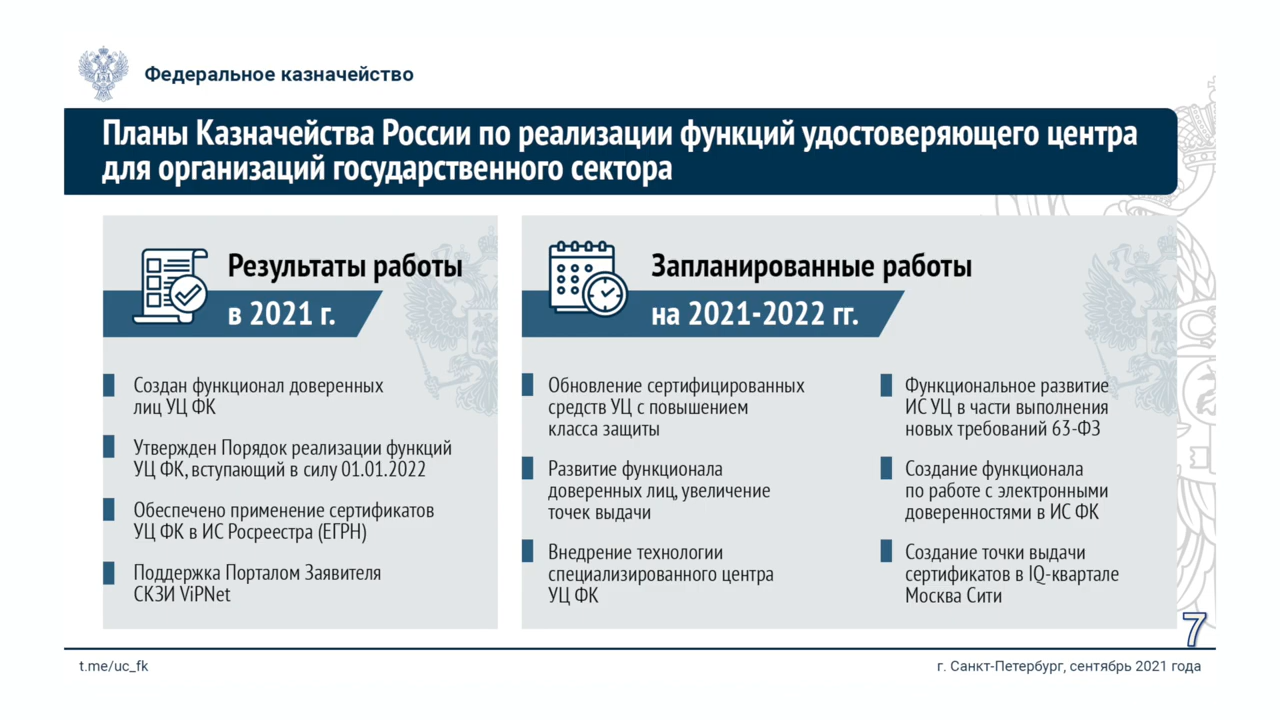 Федеральное казначейство
Планы Казначейства России по реализации функций удостоверяющего центра
для организаций государственного сектора
Результаты работы
в 2021 г.
Создан функционал доверенных
лиц УЦ ФК
Утвержден Порядок реализации функций
УЦ ФК, вступающий в силу 01.01.2022
Обеспечено применение сертификатов
УЦ ФК в ИС Росреестра (ЕГРН)
Поддержка Порталом Заявителя
СКЗИ ViPNet
Запланированные работы
на 2021-2022 гг.
Обновление сертифицированных
средств УЦ с повышением
класса защиты
Развитие функционала
доверенных лиц, увеличение
точек выдачи
Внедрение технологии
специализированного центра
УЦ ФК
Функциональное развитие
ИС УЦ в части выполнения
новых требований 63-ФЗ
Создание функционала
по работе с электронными
доверенностями в ИС ФК
Создание точки выдачи
сертификатов в IQ-квартале
Москва Сити
7
t.me/uc_fk
г. Санкт-Петербург, сентябрь 2021 года